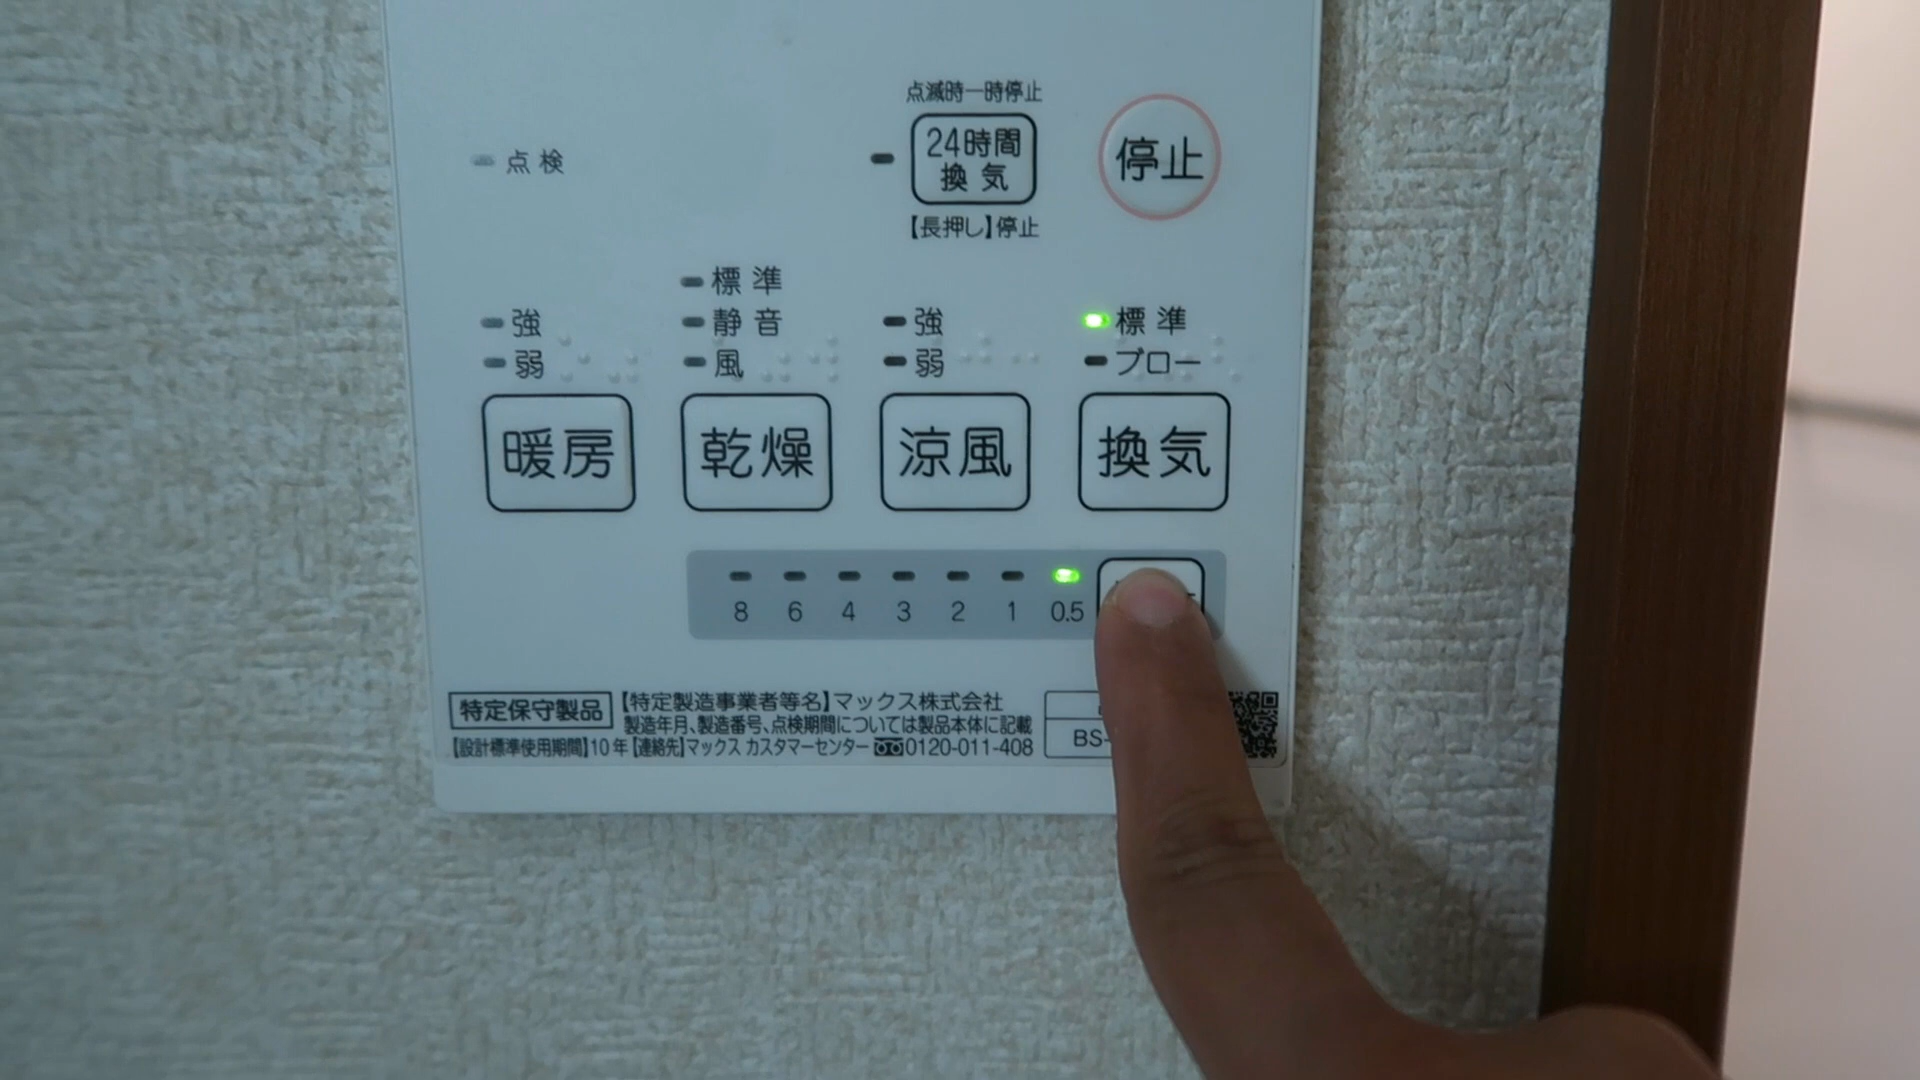 点滅時一時停止
点検
24時間
換気
停止
【長押し】停止
標準
強
静音
強
標準
弱
風
弱
ブロー
暖房
乾燥
涼風
換気
8 6 4 3 2 1 0.5
特定保守製品 【特定製造事業者等名】マックス株式会社
製造年月、製造番号、点検期間については製品本体に記載
【設計標準使用期間】10年【連絡先】マックス カスタマーセンター 0120-011-408
BS-